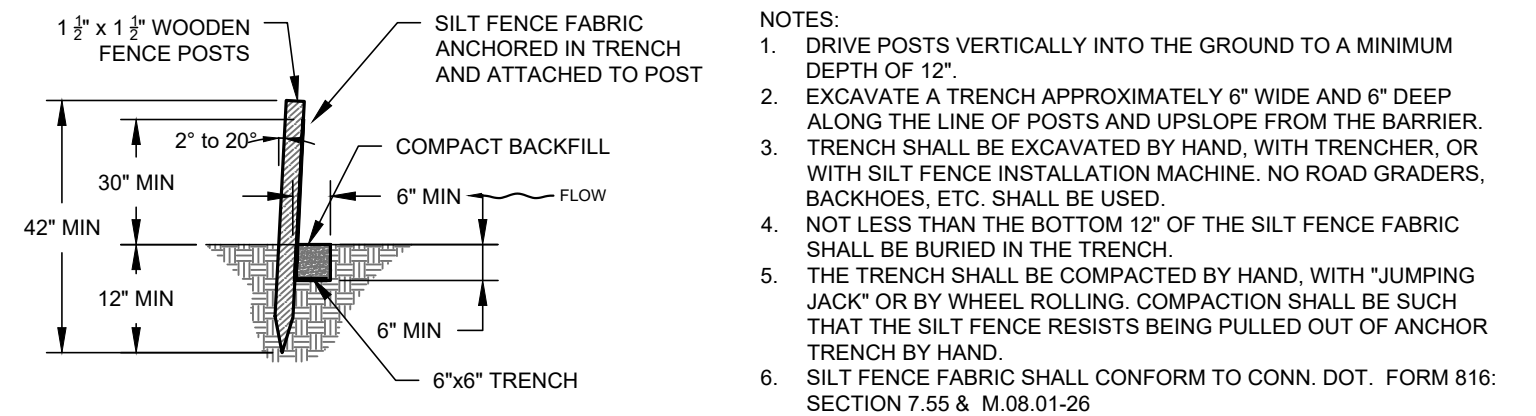 1 1/2" x 1 1/2" WOODEN
FENCE POSTS
SILT FENCE FABRIC
ANCHORED IN TRENCH
AND ATTACHED TO POST
2° to 20°
COMPACT BACKFILL
30" MIN
6" MIN
FLOW
42" MIN
12" MIN
6" MIN
6"x6" TRENCH
NOTES:
1. DRIVE POSTS VERTICALLY INTO THE GROUND TO A MINIMUM
DEPTH OF 12".
2. EXCAVATE A TRENCH APPROXIMATELY 6" WIDE AND 6" DEEP
ALONG THE LINE OF POSTS AND UPSLOPE FROM THE BARRIER.
3. TRENCH SHALL BE EXCAVATED BY HAND, WITH TRENCHER, OR
WITH SILT FENCE INSTALLATION MACHINE. NO ROAD GRADERS,
BACKHOES, ETC. SHALL BE USED.
4. NOT LESS THAN THE BOTTOM 12" OF THE SILT FENCE FABRIC
SHALL BE BURIED IN THE TRENCH.
5. THE TRENCH SHALL BE COMPACTED BY HAND, WITH "JUMPING
JACK" OR BY WHEEL ROLLING. COMPACTION SHALL BE SUCH
THAT THE SILT FENCE RESISTS BEING PULLED OUT OF ANCHOR
TRENCH BY HAND.
6. SILT FENCE FABRIC SHALL CONFORM TO CONN. DOT. FORM 816:
SECTION 7.55 & M.08.01-26